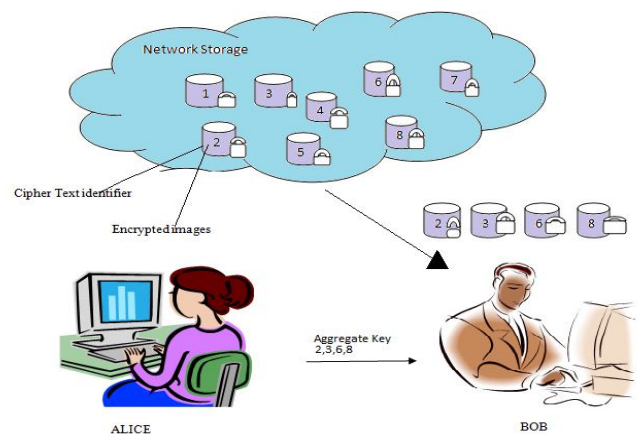 Network Storage
1
3
4
6
7
2
5
8
Cipher Text identifier
Encrypted images
2 3 6 8
Aggregate Key
2,3,6,8
ALICE
BOB